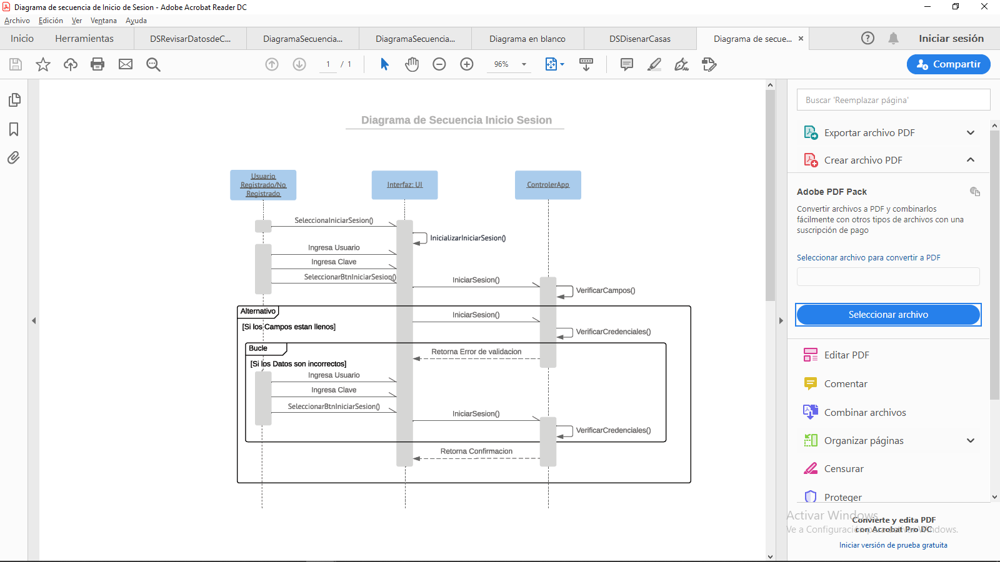 Diagrama de secuencia de Inicio de Sesion - Adobe Acrobat Reader DC
Archivo Edición Ver Ventana Ayuda
Inicio Herramientas DSRevisarDatosdeC... DiagramaSecuencia... DiagramaSecuencia... Diagrama en blanco DSDisenarCasas Diagrama de secue... × Iniciar sesión
1 / 1 96% Compartir
Diagrama de Secuencia Inicio Sesion
Usuario
Registrado/No
Registrado
Interfaz: UI
ControlerApp
SeleccionaIniciarSesion()
InicializarIniciarSesion()
Ingresa Usuario
Ingresa Clave
SeleccionarBtnIniciarSesion()
IniciarSesion()
VerificarCampos()
Alternativo
IniciarSesion()
[Si los Campos estan llenos]
VerificarCredenciales()
Bucle
Retorna Error de validacion
[Si los Datos son incorrectos]
Ingresa Usuario
Ingresa Clave
SeleccionarBtnIniciarSesion()
IniciarSesion()
VerificarCredenciales()
Retorna Confirmacion
Buscar 'Reemplazar página'
Exportar archivo PDF
Crear archivo PDF
Adobe PDF Pack
Convertir archivos a PDF y combinarlos
fácilmente con otros tipos de archivos con una
suscripción de pago
Seleccionar archivo para convertir a PDF
Seleccionar archivo
Editar PDF
Comentar
Combinar archivos
Organizar páginas
Censurar
Proteger
Activar Windows
Ve a Configuración para activar Windows.
Convierte y edita PDF
con Acrobat Pro DC
Iniciar versión de prueba gratuita